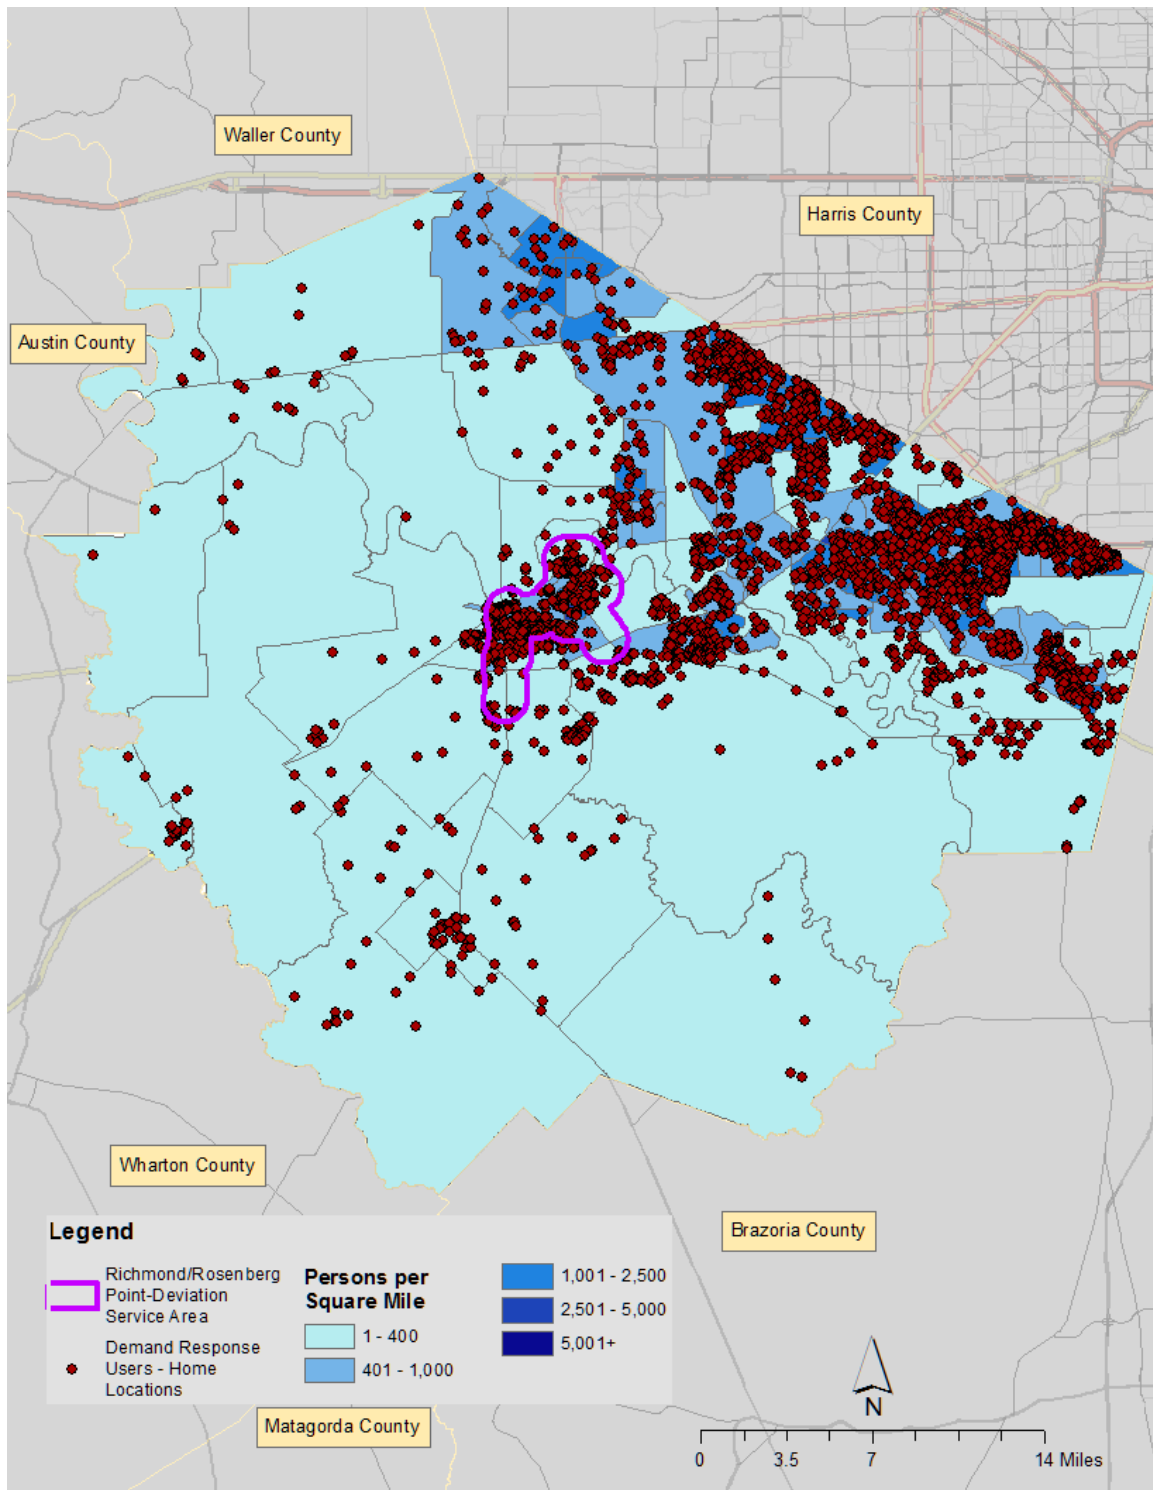 Waller County
Harris County
Austin County
Wharton County
Brazoria County
Matagorda County
Legend
Richmond/Rosenberg
Point-Deviation
Service Area
Demand Response
Users - Home
Locations
Persons per
Square Mile
1 - 400
401 - 1,000
1,001 - 2,500
2,501 - 5,000
5,001+
N
0 3.5 7 14 Miles